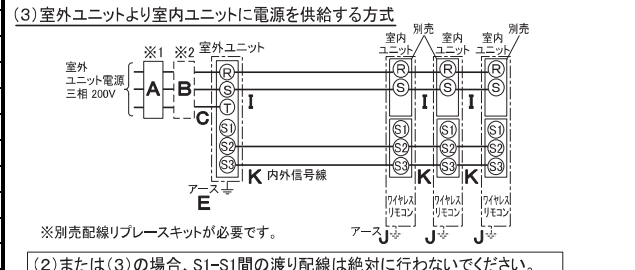 (3)室外ユニットより室内ユニットに電源を供給する方式
別売 別売
※1 ※2 室外ユニット 室内ユニット 室内ユニット 室内ユニット
室外
ユニット電源
三相 200V
A B C
R R R R
S I S I S I S
T
S1 S1 S1 S1
S2 S2 S2 S2
S3 K 内外信号線 S3 K S3 K S3
アース
E
ワイヤレスリモコン ワイヤレスリモコン ワイヤレスリモコン
アース J J J
※別売配線リプレースキットが必要です。
(2)または(3)の場合、S1-S1間の渡り配線は絶対に行わないでください。